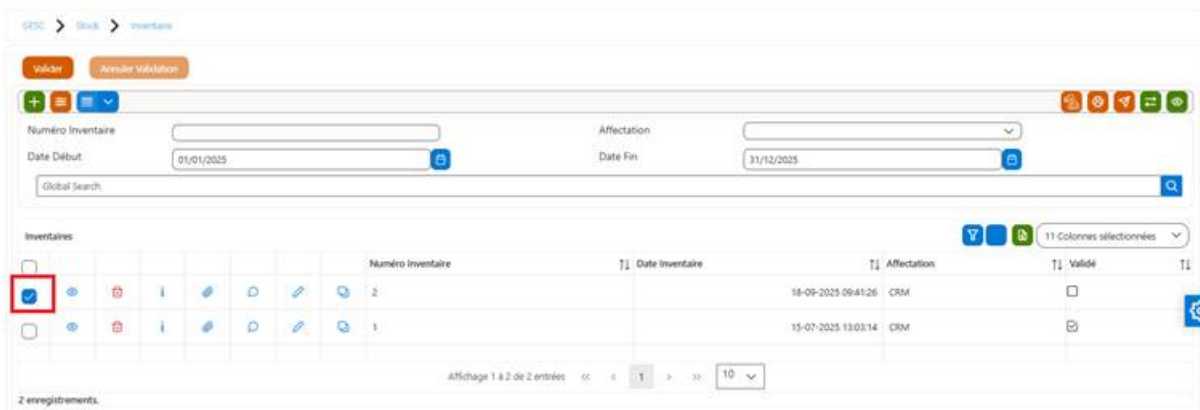 GESC > Stock > Inventaire
Valider Annuler Validation
Numéro Inventaire Affectation
Date Début 01/01/2025 Date Fin 31/12/2025
Global Search
Inventaires 11 Colonnes sélectionnées
Numéro Inventaire Date Inventaire Affectation Validé
2 18-09-2025 09:41:26 CRM
1 15-07-2025 13:03:14 CRM
Affichage 1 à 2 de 2 entrées << < 1 > >> 10
2 enregistrements.